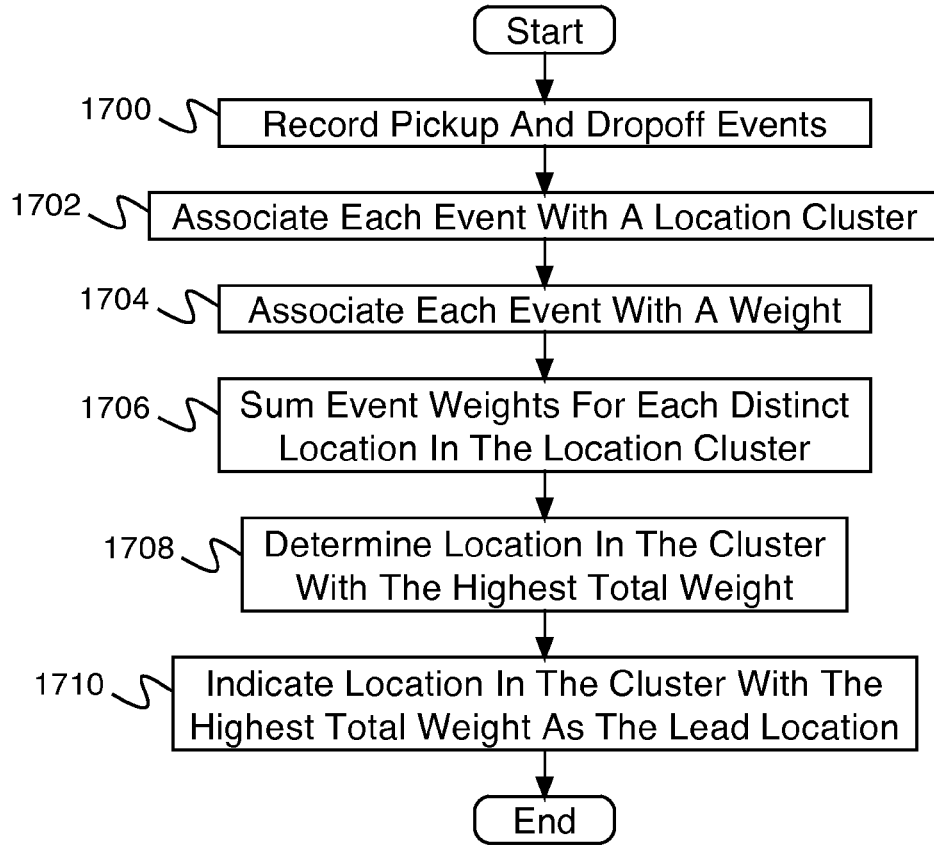 Start
1700
Record Pickup And Dropoff Events
1702
Associate Each Event With A Location Cluster
1704
Associate Each Event With A Weight
1706
Sum Event Weights For Each Distinct
Location In The Location Cluster
1708
Determine Location In The Cluster
With The Highest Total Weight
1710
Indicate Location In The Cluster With The
Highest Total Weight As The Lead Location
End